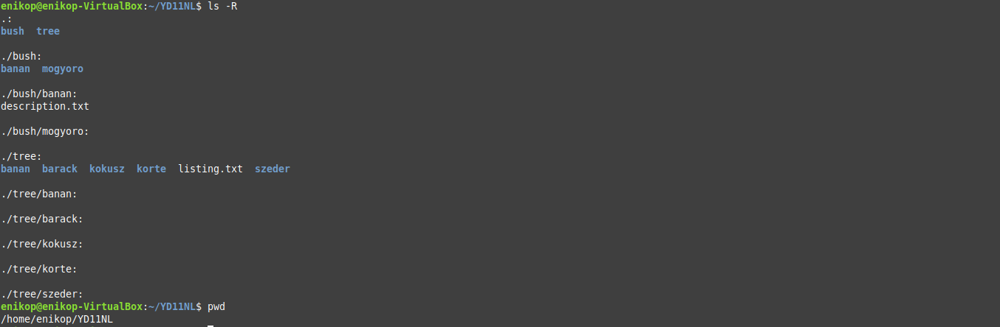 enikop@enikop-VirtualBox:~/YD11NL$ ls -R
.:
bush  tree
./bush:
banan  mogyoro
./bush/banan:
description.txt
./bush/mogyoro:
./tree:
banan  barack  kokusz  korte  listing.txt  szeder
./tree/banan:
./tree/barack:
./tree/kokusz:
./tree/korte:
./tree/szeder:
enikop@enikop-VirtualBox:~/YD11NL$ pwd
/home/enikop/YD11NL